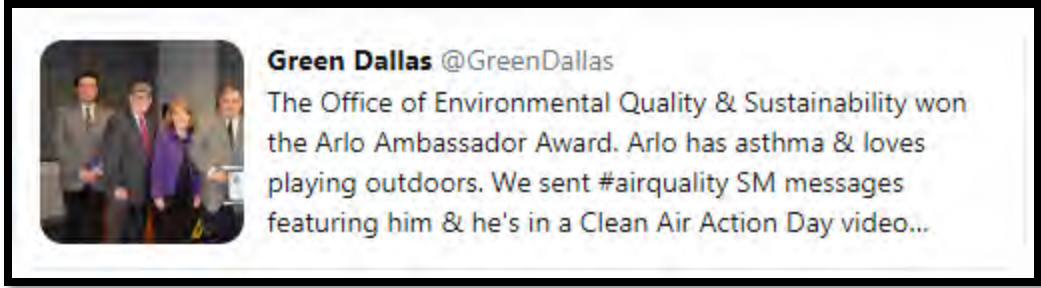 Green Dallas @GreenDallas
The Office of Environmental Quality & Sustainability won
the Arlo Ambassador Award. Arlo has asthma & loves
playing outdoors. We sent #airquality SM messages
featuring him & he's in a Clean Air Action Day video...